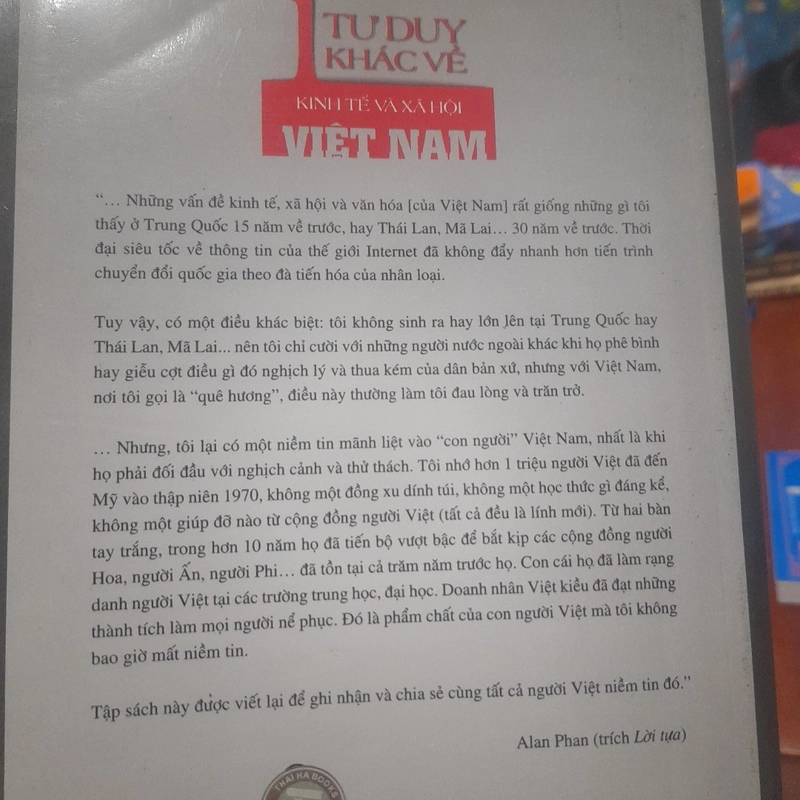 1 TƯ DUY
KHÁC VỀ
KINH TẾ VÀ XÃ HỘI
VIỆT NAM
“… Những vấn đề kinh tế, xã hội và văn hóa [của Việt Nam] rất giống những gì tôi
thấy ở Trung Quốc 15 năm về trước, hay Thái Lan, Mã Lai… 30 năm về trước. Thời
đại siêu tốc về thông tin của thế giới Internet đã không đẩy nhanh hơn tiến trình
chuyển đổi quốc gia theo đà tiến hóa của nhân loại.
Tuy vậy, có một điều khác biệt: tôi không sinh ra hay lớn lên tại Trung Quốc hay
Thái Lan, Mã Lai... nên tôi chỉ cười với những người nước ngoài khác khi họ phê bình
hay giễu cợt điều gì đó nghịch lý và thua kém của dân bản xứ, nhưng với Việt Nam,
nơi tôi gọi là “quê hương”, điều này thường làm tôi đau lòng và trăn trở.
… Nhưng, tôi lại có một niềm tin mãnh liệt vào “con người” Việt Nam, nhất là khi
họ phải đối đầu với nghịch cảnh và thử thách. Tôi nhớ hơn 1 triệu người Việt đã đến
Mỹ vào thập niên 1970, không một đồng xu dính túi, không một học thức gì đáng kể,
không một giúp đỡ nào từ cộng đồng người Việt (tất cả đều là lính mới). Từ hai bàn
tay trắng, trong hơn 10 năm họ đã tiến bộ vượt bậc để bắt kịp các cộng đồng người
Hoa, người Ấn, người Phi… đã tồn tại cả trăm năm trước họ. Con cái họ đã làm rạng
danh người Việt tại các trường trung học, đại học. Doanh nhân Việt kiều đã đạt những
thành tích làm mọi người nể phục. Đó là phẩm chất của con người Việt mà tôi không
bao giờ mất niềm tin.
Tập sách này được viết lại để ghi nhận và chia sẻ cùng tất cả người Việt niềm tin đó.”
Alan Phan (trích Lời tựa)
THAI HA BOOKS